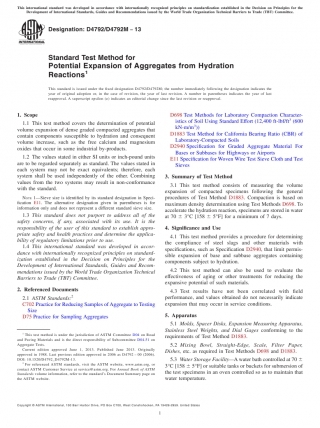 This international standard was developed in accordance with internationally recognized principles on standardization established in the Decision on Principles for the
Development of International Standards, Guides and Recommendations issued by the World Trade Organization Technical Barriers to Trade (TBT) Committee.
Designation: D4792/D4792M − 13
Standard Test Method for
Potential Expansion of Aggregates from Hydration
Reactions1
This standard is issued under the fixed designation D4792/D4792M; the number immediately following the designation indicates the
year of original adoption or, in the case of revision, the year of last revision. A number in parentheses indicates the year of last
reapproval. A superscript epsilon (ε) indicates an editorial change since the last revision or reapproval.
1. Scope
1.1 This test method covers the determination of potential
volume expansion of dense graded compacted aggregates that
contain components susceptible to hydration and consequent
volume increase, such as the free calcium and magnesium
oxides that occur in some industrial by-products.
1.2 The values stated in either SI units or inch-pound units
are to be regarded separately as standard. The values stated in
each system may not be exact equivalents; therefore, each
system shall be used independently of the other. Combining
values from the two systems may result in non-conformance
with the standard.
NOTE 1—Sieve size is identified by its standard designation in Specification
E11. The alternative designation given in parentheses is for
information only and does not represent a different standard sieve size.
1.3 This standard does not purport to address all of the
safety concerns, if any, associated with its use. It is the
responsibility of the user of this standard to establish appropriate
safety and health practices and determine the applicability
of regulatory limitations prior to use.
1.4 This international standard was developed in accordance
with internationally recognized principles on standardization
established in the Decision on Principles for the
Development of International Standards, Guides and Recommendations
issued by the World Trade Organization Technical
Barriers to Trade (TBT) Committee.
2. Referenced Documents
2.1 ASTM Standards:2
C702 Practice for Reducing Samples of Aggregate to Testing
Size
D75 Practice for Sampling Aggregates
1 This test method is under the jurisdiction of ASTM Committee D04 on Road
and Paving Materials and is the direct responsibility of Subcommittee D04.51 on
Aggregate Tests.
Current edition approved June 1, 2013. Published June 2013. Originally
approved in 1988. Last previous edition approved in 2006 as D4792 – 00 (2006).
DOI: 10.1520/D4792_D4792M-13.
2 For referenced ASTM standards, visit the ASTM website, www.astm.org, or
contact ASTM Customer Service at service@astm.org. For Annual Book of ASTM
Standards volume information, refer to the standard's Document Summary page on
the ASTM website.
D698 Test Methods for Laboratory Compaction Characteristics
of Soil Using Standard Effort (12,400 ft-lbf/ft3 (600
kN-m/m3))
D1883 Test Method for California Bearing Ratio (CBR) of
Laboratory-Compacted Soils
D2940 Specification for Graded Aggregate Material For
Bases or Subbases for Highways or Airports
E11 Specification for Woven Wire Test Sieve Cloth and Test
Sieves
3. Summary of Test Method
3.1 This test method consists of measuring the volume
expansion of compacted specimens following the general
procedures of Test Method D1883. Compaction is based on
maximum density determined using Test Methods D698. To
accelerate the hydration reactions, specimens are stored in water
at 70 ± 3°C [158 ± 5°F] for a minimum of 7 days.
4. Significance and Use
4.1 This test method provides a procedure for determining
the compliance of steel slags and other materials with
specifications, such as Specification D2940, that limit permissible
expansion of base and subbase aggregates containing
components subject to hydration.
4.2 This test method can also be used to evaluate the
effectiveness of aging or other treatments for reducing the
expansive potential of such materials.
4.3 Test results have not been correlated with field
performance, and values obtained do not necessarily indicate
expansions that may occur in service conditions.
5. Apparatus
5.1 Molds, Spacer Disks, Expansion Measuring Apparatus,
Stainless Steel Weights, and Dial Gages conforming to the
requirements of Test Method D1883.
5.2 Mixing Bowl, Straight-Edge, Scale, Filter Paper,
Dishes, etc. as required in Test Methods D698 and D1883.
5.3 Water Storage Facility—A water bath controlled at 70 ±
3°C [158 ± 5°F] or suitable tanks or buckets for submersion of
the test specimens in an oven controlled so as to maintain that
water temperature.
Copyright © ASTM International, 100 Barr Harbor Drive, PO Box C700, West Conshohocken, PA 19428-2959. United States
1